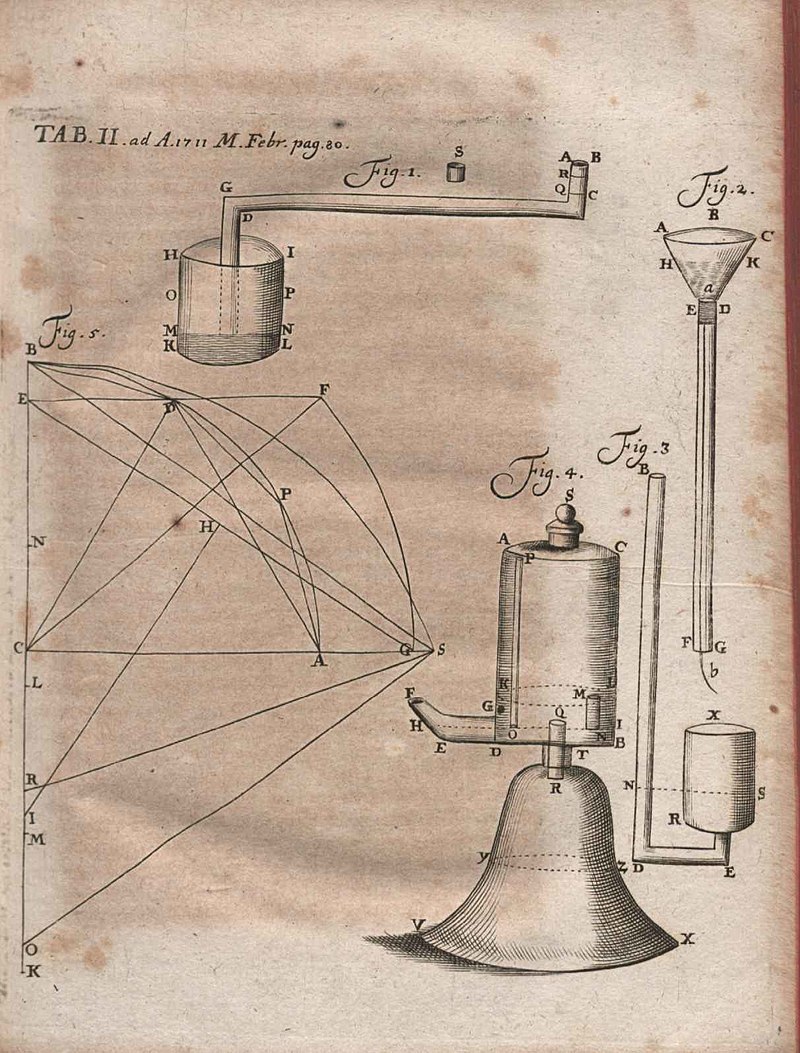 TAB. II. ad A. 1711 M. Febr. pag. 80.
Fig. 1.
S
A B
R
Q C
G
D
H I
O P
M N
K L
Fig. 2.
B
A C
H K
a
E D
F G
b
Fig. 3
B
X
N S
R
D E
Fig. 4.
S
A C
P
K L
M
F
G
Q
H I
O N
E D T B
R
Y Z
V X
Fig. 5.
B
E D F
P
H
N
C A G S
L
R
I
M
O
K